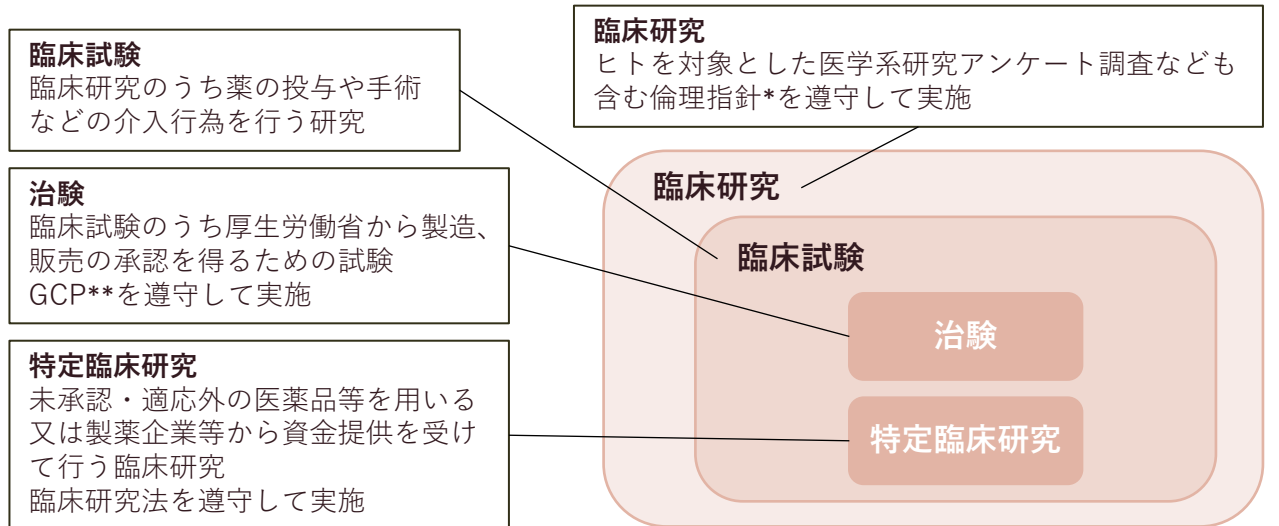 臨床試験
臨床研究のうち薬の投与や手術
などの介入行為を行う研究
臨床研究
ヒトを対象とした医学系研究アンケート調査なども
含む倫理指針*を遵守して実施
治験
臨床試験のうち厚生労働省から製造、
販売の承認を得るための試験
GCP**を遵守して実施
特定臨床研究
未承認・適応外の医薬品等を用いる
又は製薬企業等から資金提供を受け
て行う臨床研究
臨床研究法を遵守して実施
臨床研究
臨床試験
治験
特定臨床研究